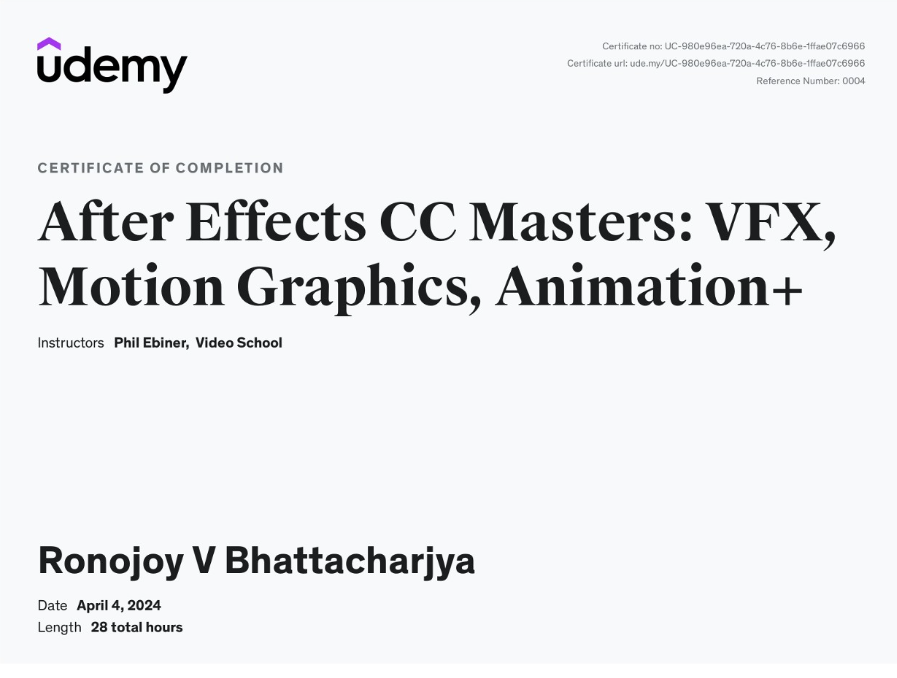 udemy
Certificate no: UC-980e96ea-720a-4c76-8b6e-1ffae07c6966
Certificate url: ude.my/UC-980e96ea-720a-4c76-8b6e-1ffae07c6966
Reference Number: 0004
CERTIFICATE OF COMPLETION
After Effects CC Masters: VFX,
Motion Graphics, Animation+
Instructors Phil Ebiner, Video School
Ronojoy V Bhattacharjya
Date April 4, 2024
Length 28 total hours